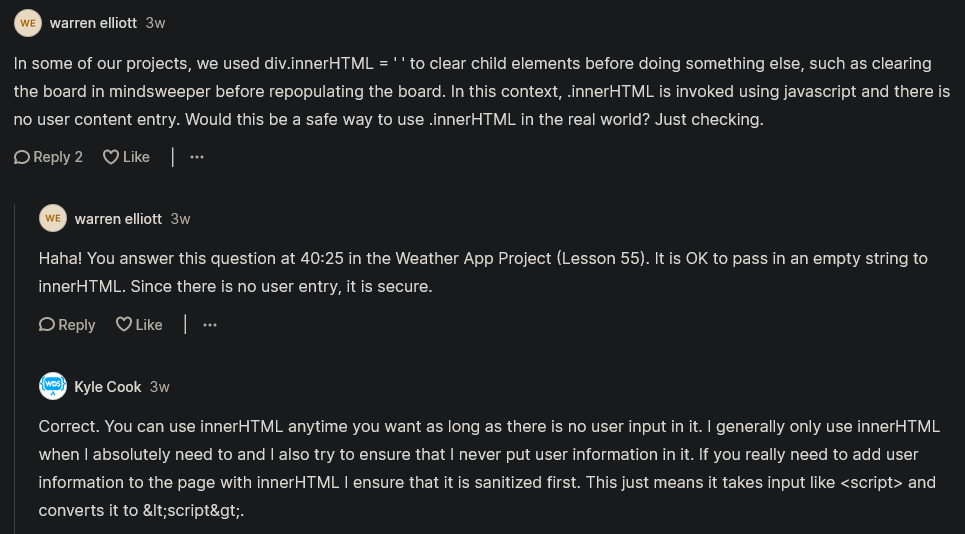 WE warren elliott 3w
In some of our projects, we used div.innerHTML = ' ' to clear child elements before doing something else, such as clearing
the board in mindsweeper before repopulating the board. In this context, .innerHTML is invoked using javascript and there is
no user content entry. Would this be a safe way to use .innerHTML in the real world? Just checking.
Reply 2 Like
WE warren elliott 3w
Haha! You answer this question at 40:25 in the Weather App Project (Lesson 55). It is OK to pass in an empty string to
innerHTML. Since there is no user entry, it is secure.
Reply Like
WDS Kyle Cook 3w
Correct. You can use innerHTML anytime you want as long as there is no user input in it. I generally only use innerHTML
when I absolutely need to and I also try to ensure that I never put user information in it. If you really need to add user
information to the page with innerHTML I ensure that it is sanitized first. This just means it takes input like <script> and
converts it to &lt;script&gt;.